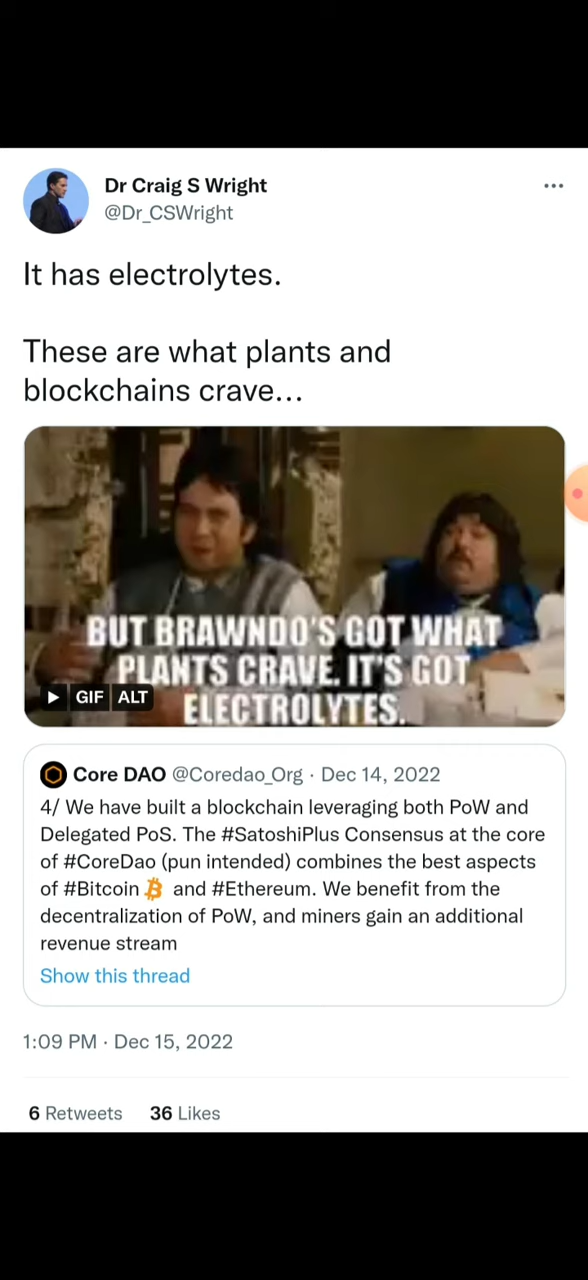 Dr Craig S Wright
@Dr_CSWright
It has electrolytes.
These are what plants and
blockchains crave...
BUT BRAWNDO'S GOT WHAT
PLANTS CRAVE. IT'S GOT
ELECTROLYTES.
GIF ALT
Core DAO @Coredao_Org · Dec 14, 2022
4/ We have built a blockchain leveraging both PoW and
Delegated PoS. The #SatoshiPlus Consensus at the core
of #CoreDao (pun intended) combines the best aspects
of #Bitcoin and #Ethereum. We benefit from the
decentralization of PoW, and miners gain an additional
revenue stream
Show this thread
1:09 PM · Dec 15, 2022
6 Retweets 36 Likes